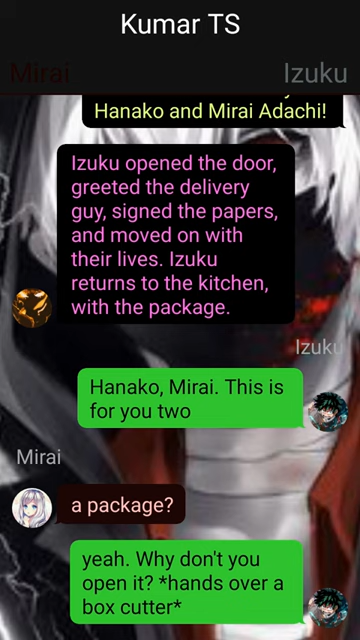 Kumar TS
Mirai
Izuku
Hanako and Mirai Adachi!
Izuku opened the door,
greeted the delivery
guy, signed the papers,
and moved on with
their lives. Izuku
returns to the kitchen,
with the package.
Izuku
Hanako, Mirai. This is
for you two
Mirai
a package?
yeah. Why don't you
open it? *hands over a
box cutter*